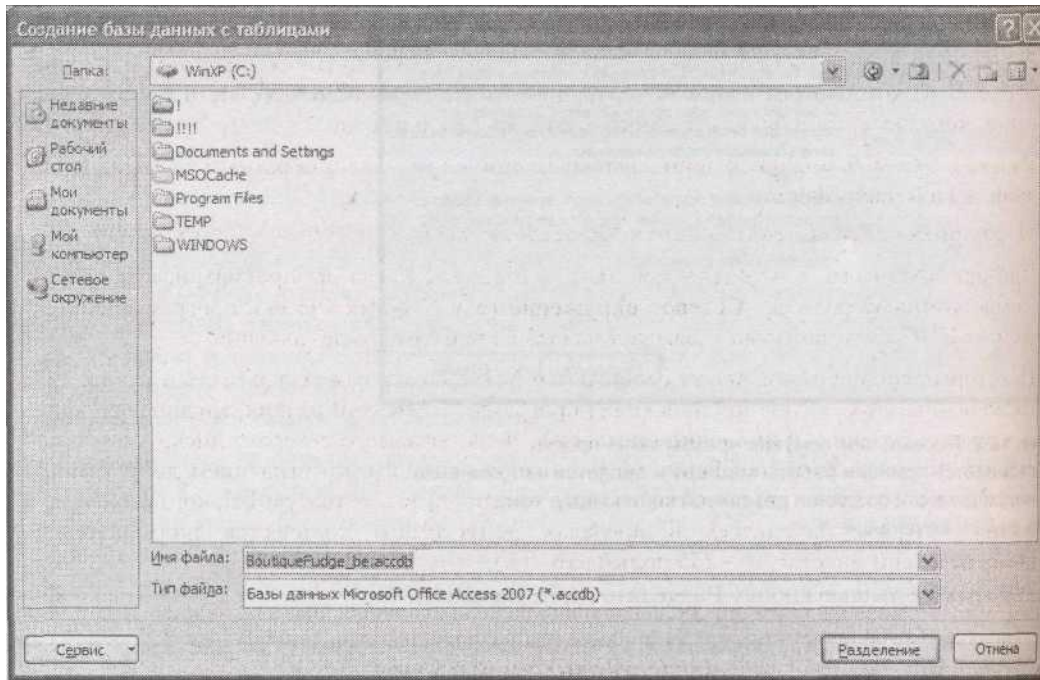 Создание базы данных с таблицами
Папка:
WinXP (C:)
Недавние
документы
Рабочий
стол
Мои
документы
Мой
компьютер
Сетевое
окружение
!
!!!!
Documents and Settings
MSOCache
Program Files
TEMP
WINDOWS
Имя файла:
BoutiqueFudge_be.accdb
Тип файла:
Базы данных Microsoft Office Access 2007 (*.accdb)
Сервис
Разделение
Отмена